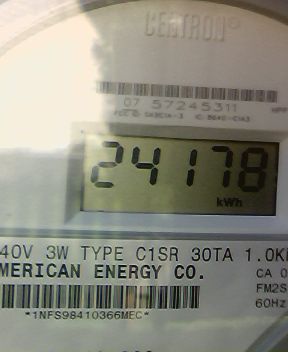 CENTRON®
07 57245311
24178
kWh
40V 3W TYPE C1SR 30TA 1.0K
MERICAN ENERGY CO.
CA 0
FM2S
60Hz
*1NFS98410366MEC*